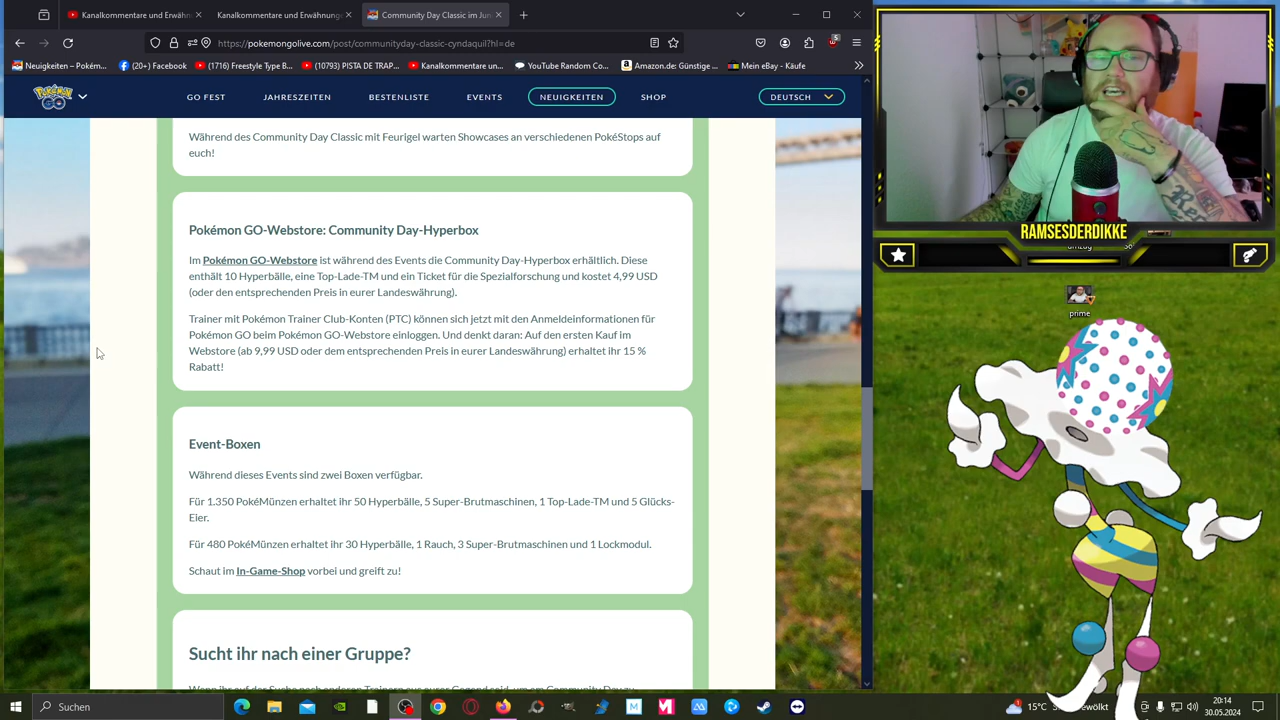 Kanalkommentare und Erwähnu
Kanalkommentare und Erwähnung
Community Day Classic im Jun
https://pokemongolive.com/post/communityday-classic-cyndaquil?hl=de
5
Neuigkeiten – Pokém...
(20+) Facebook
(1716) Freestyle Type B...
(10793) PISTA DE TRAP...
Kanalkommentare un...
YouTube Random Co...
Amazon.de: Günstige ...
Mein eBay - Käufe
Pokémon GO
GO FEST
JAHRESZEITEN
BESTENLISTE
EVENTS
NEUIGKEITEN
SHOP
DEUTSCH
Während des Community Day Classic mit Feurigel warten Showcases an verschiedenen PokéStops auf
euch!
Pokémon GO-Webstore: Community Day-Hyperbox
Im Pokémon GO-Webstore ist während des Events die Community Day-Hyperbox erhältlich. Diese
enthält 10 Hyperbälle, eine Top-Lade-TM und ein Ticket für die Spezialforschung und kostet 4,99 USD
(oder den entsprechenden Preis in eurer Landeswährung).
Trainer mit Pokémon Trainer Club-Konten (PTC) können sich jetzt mit den Anmeldeinformationen für
Pokémon GO beim Pokémon GO-Webstore einloggen. Und denkt daran: Auf den ersten Kauf im
Webstore (ab 9,99 USD oder dem entsprechenden Preis in eurer Landeswährung) erhaltet ihr 15 %
Rabatt!
Event-Boxen
Während dieses Events sind zwei Boxen verfügbar.
Für 1.350 PokéMünzen erhaltet ihr 50 Hyperbälle, 5 Super-Brutmaschinen, 1 Top-Lade-TM und 5 Glücks-
Eier.
Für 480 PokéMünzen erhaltet ihr 30 Hyperbälle, 1 Rauch, 3 Super-Brutmaschinen und 1 Lockmodul.
Schaut im In-Game-Shop vorbei und greift zu!
Sucht ihr nach einer Gruppe?
RAMSESDERDIKKE
prime
Suchen
15°C
20:14
30.05.2024